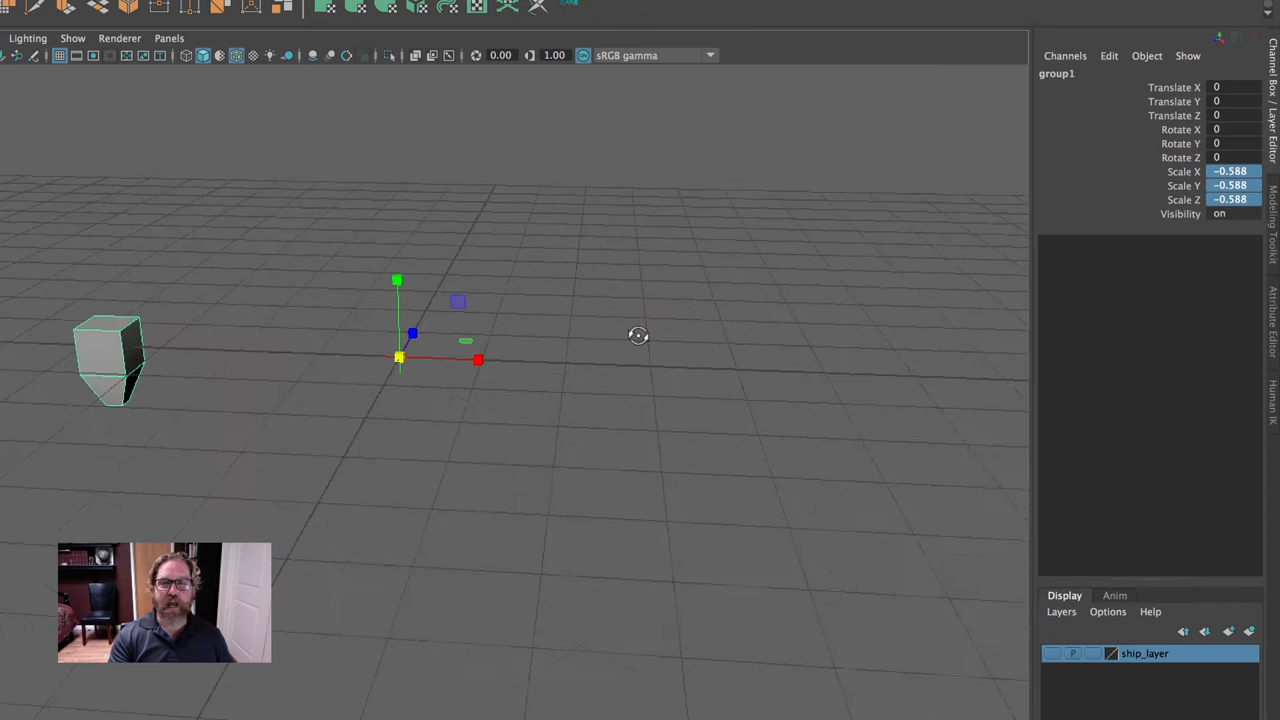 Lighting Show Renderer Panels
0.00 1.00 sRGB gamma
Channels Edit Object Show
group1
Translate X 0
Translate Y 0
Translate Z 0
Rotate X 0
Rotate Y 0
Rotate Z 0
Scale X -0.588
Scale Y -0.588
Scale Z -0.588
Visibility on
Display Anim
Layers Options Help
P ship_layer
Channel Box / Layer Editor
Modeling Toolkit
Attribute Editor
Human IK